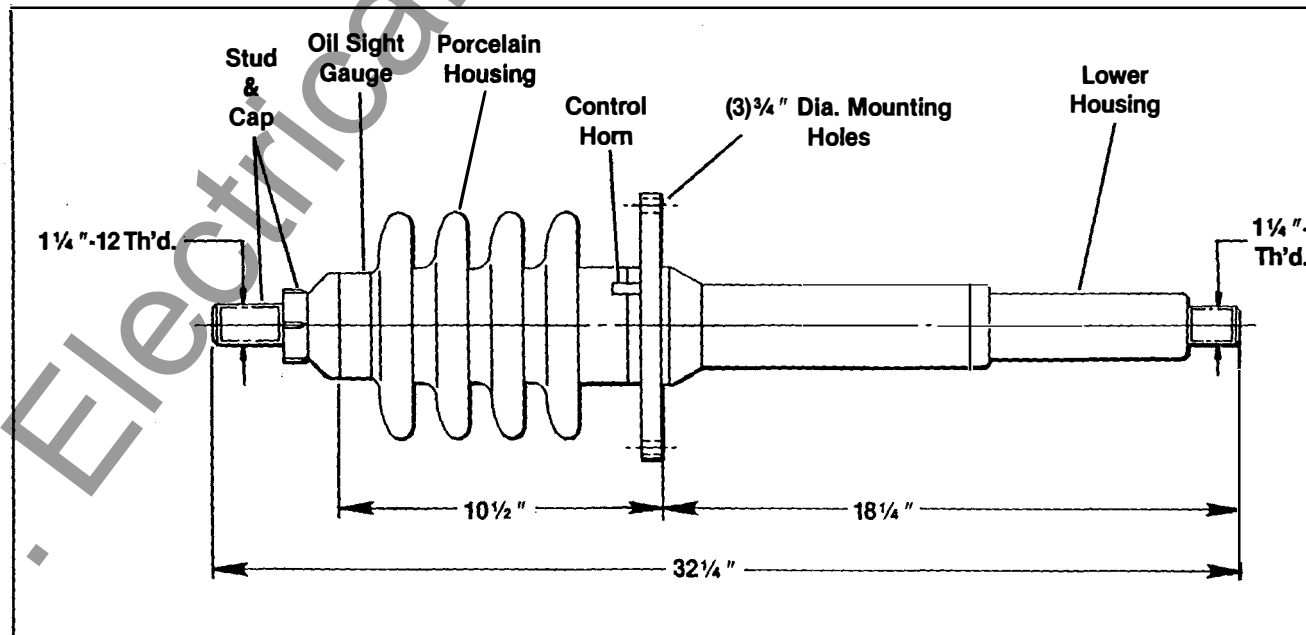 Electrical
Stud
&
Cap
Oil Sight
Gauge
Porcelain
Housing
Control
Horn
(3) ¾" Dia. Mounting
Holes
Lower
Housing
1¼"-12 Th'd.
1¼"-
Th'd.
10½"
18¼"
32¼"